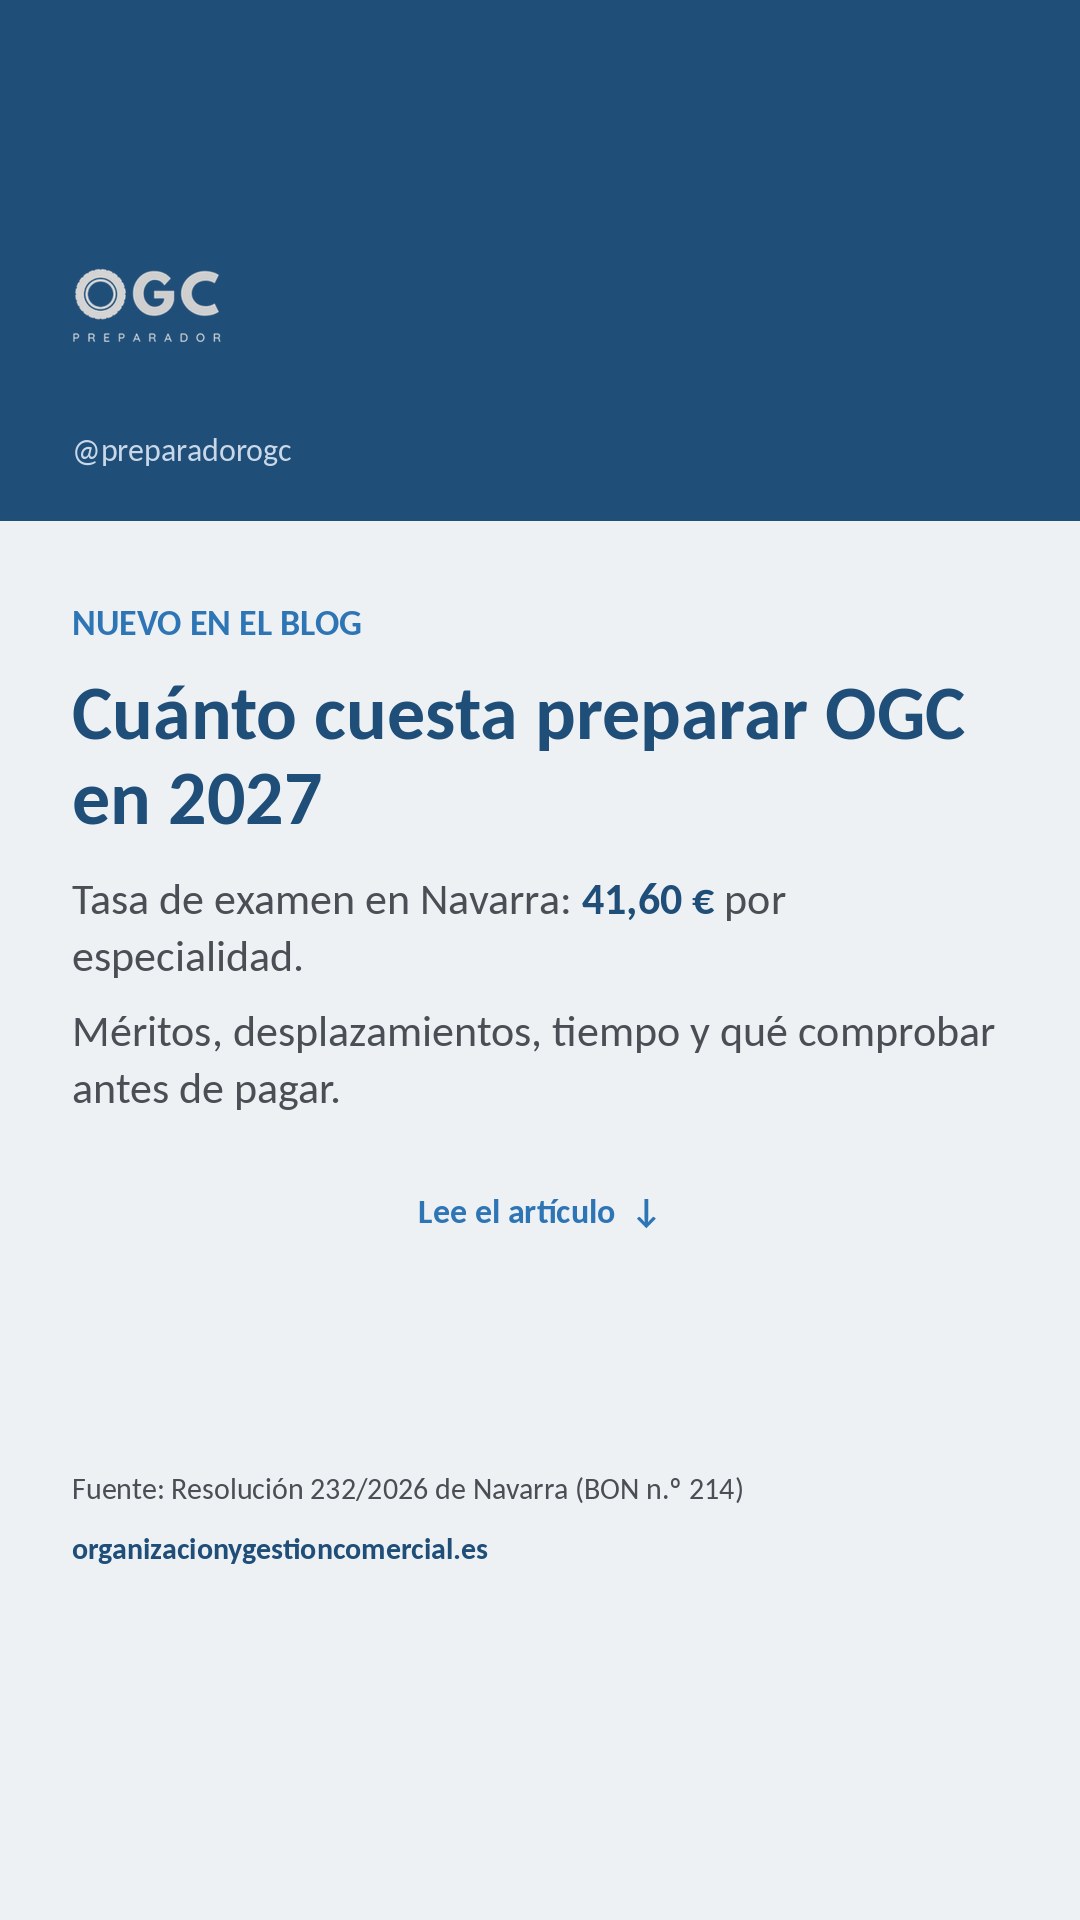 OGC
PREPARADOR
@preparadorogc
NUEVO EN EL BLOG
Cuánto cuesta preparar OGC
en 2027
Tasa de examen en Navarra: 41,60 € por
especialidad.
Méritos, desplazamientos, tiempo y qué comprobar
antes de pagar.
Lee el artículo ↓
Fuente: Resolución 232/2026 de Navarra (BON n.º 214)
organizacionygestioncomercial.es